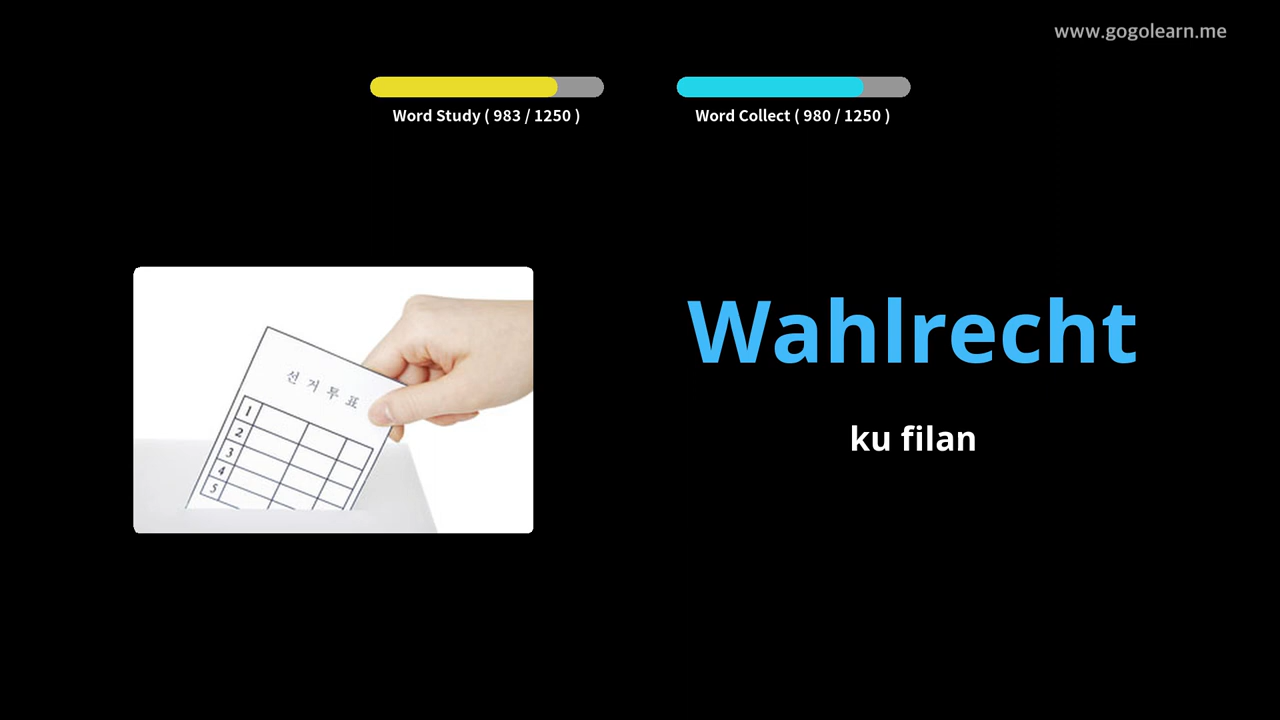 www.gogolearn.me
Word Study ( 983 / 1250 )
Word Collect ( 980 / 1250 )
선거투표
1
2
3
4
5
Wahlrecht
ku filan